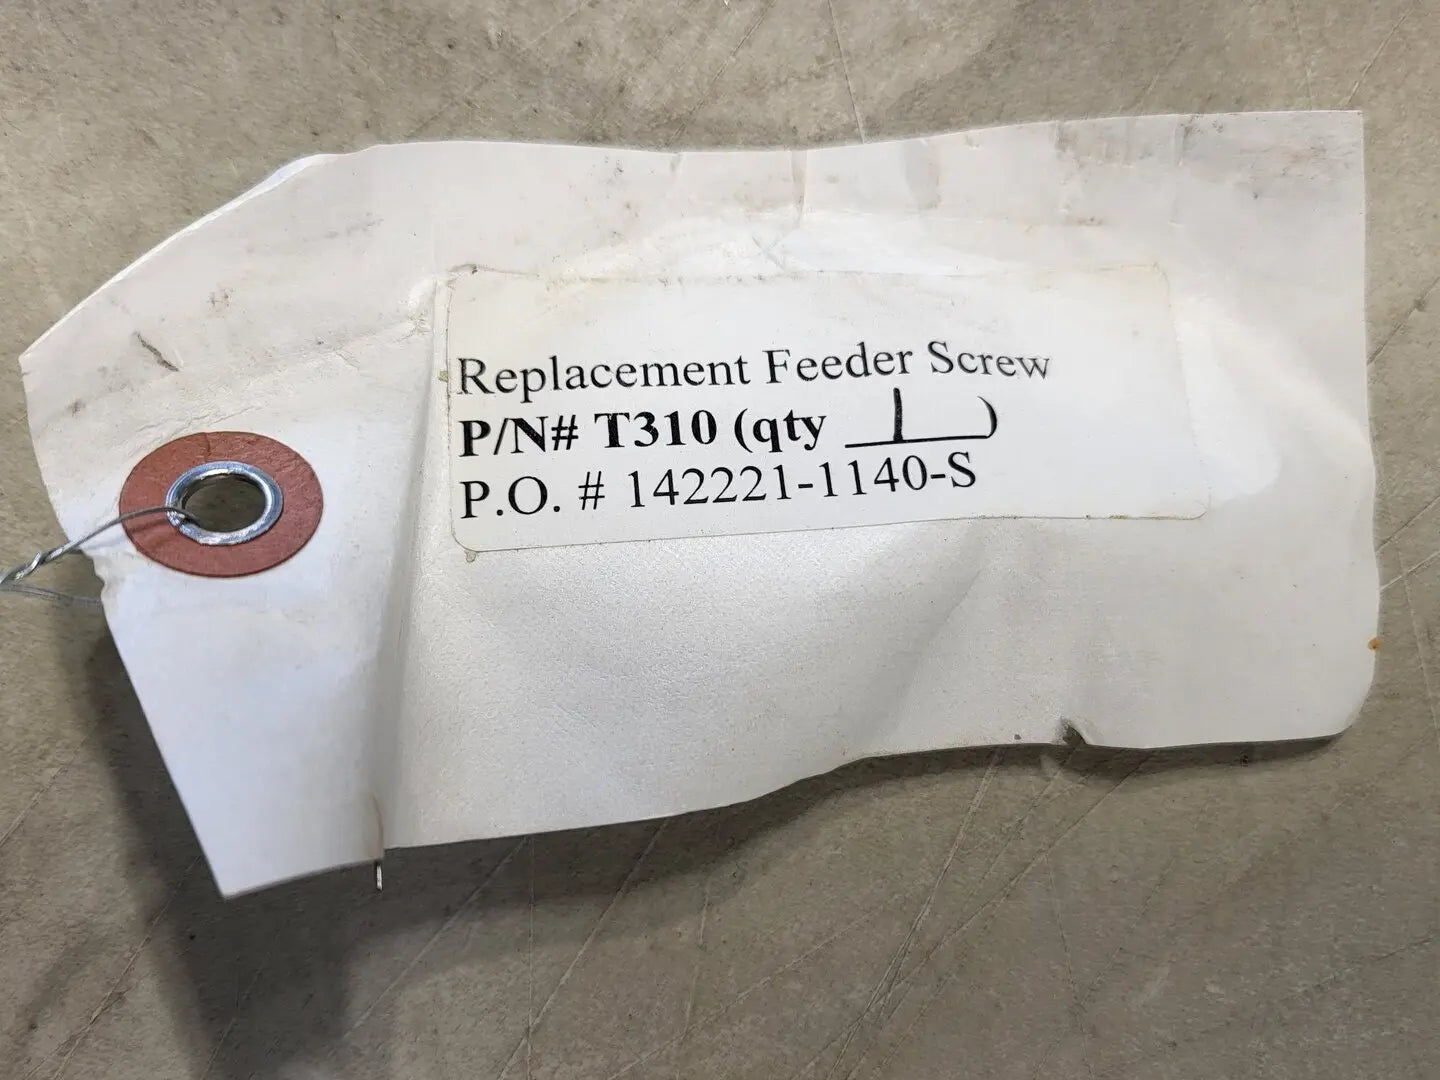 Replacement Feeder Screw
P/N# T310 (qty 1)
P.O. # 142221-1140-S